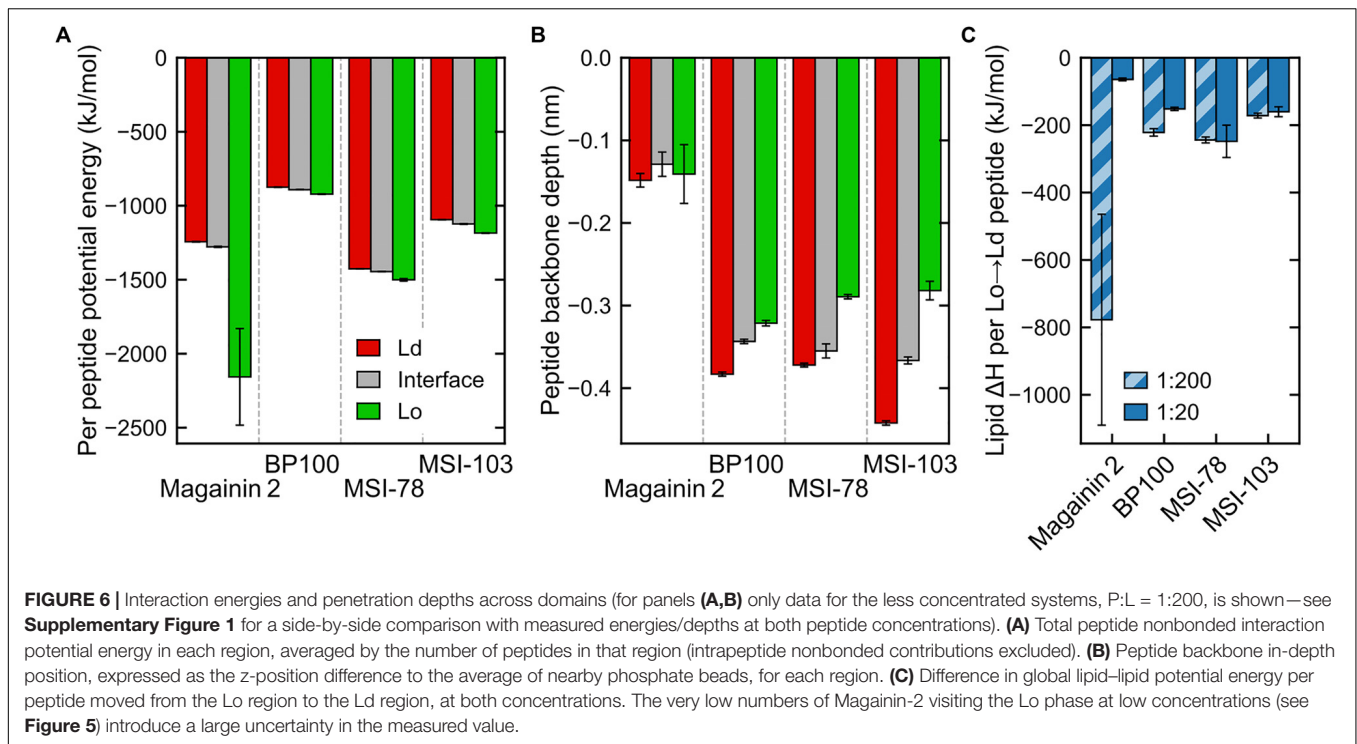 A
Per peptide potential energy (kJ/mol)
0
−500
−1000
−1500
−2000
−2500
Ld
Interface
Lo
Magainin 2
BP100
MSI-78
MSI-103
B
Peptide backbone depth (nm)
0.0
−0.1
−0.2
−0.3
−0.4
Magainin 2
BP100
MSI-78
MSI-103
C
Lipid ΔH per Lo→Ld peptide (kJ/mol)
0
−200
−400
−600
−800
−1000
1:200
1:20
Magainin 2
BP100
MSI-78
MSI-103
FIGURE 6 | Interaction energies and penetration depths across domains (for panels (A,B) only data for the less concentrated systems, P:L = 1:200, is shown—see
Supplementary Figure 1 for a side-by-side comparison with measured energies/depths at both peptide concentrations). (A) Total peptide nonbonded interaction
potential energy in each region, averaged by the number of peptides in that region (intrapeptide nonbonded contributions excluded). (B) Peptide backbone in-depth
position, expressed as the z-position difference to the average of nearby phosphate beads, for each region. (C) Difference in global lipid–lipid potential energy per
peptide moved from the Lo region to the Ld region, at both concentrations. The very low numbers of Magainin-2 visiting the Lo phase at low concentrations (see
Figure 5) introduce a large uncertainty in the measured value.